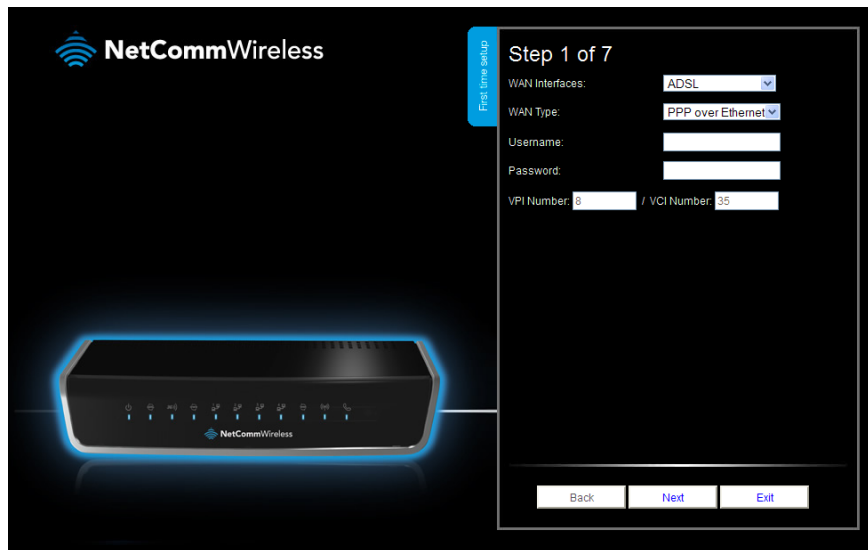 NetCommWireless
First time setup
Step 1 of 7
WAN Interfaces: ADSL
WAN Type: PPP over Ethernet
Username:
Password:
VPI Number: 8 / VCI Number: 35
NetCommWireless
Back Next Exit